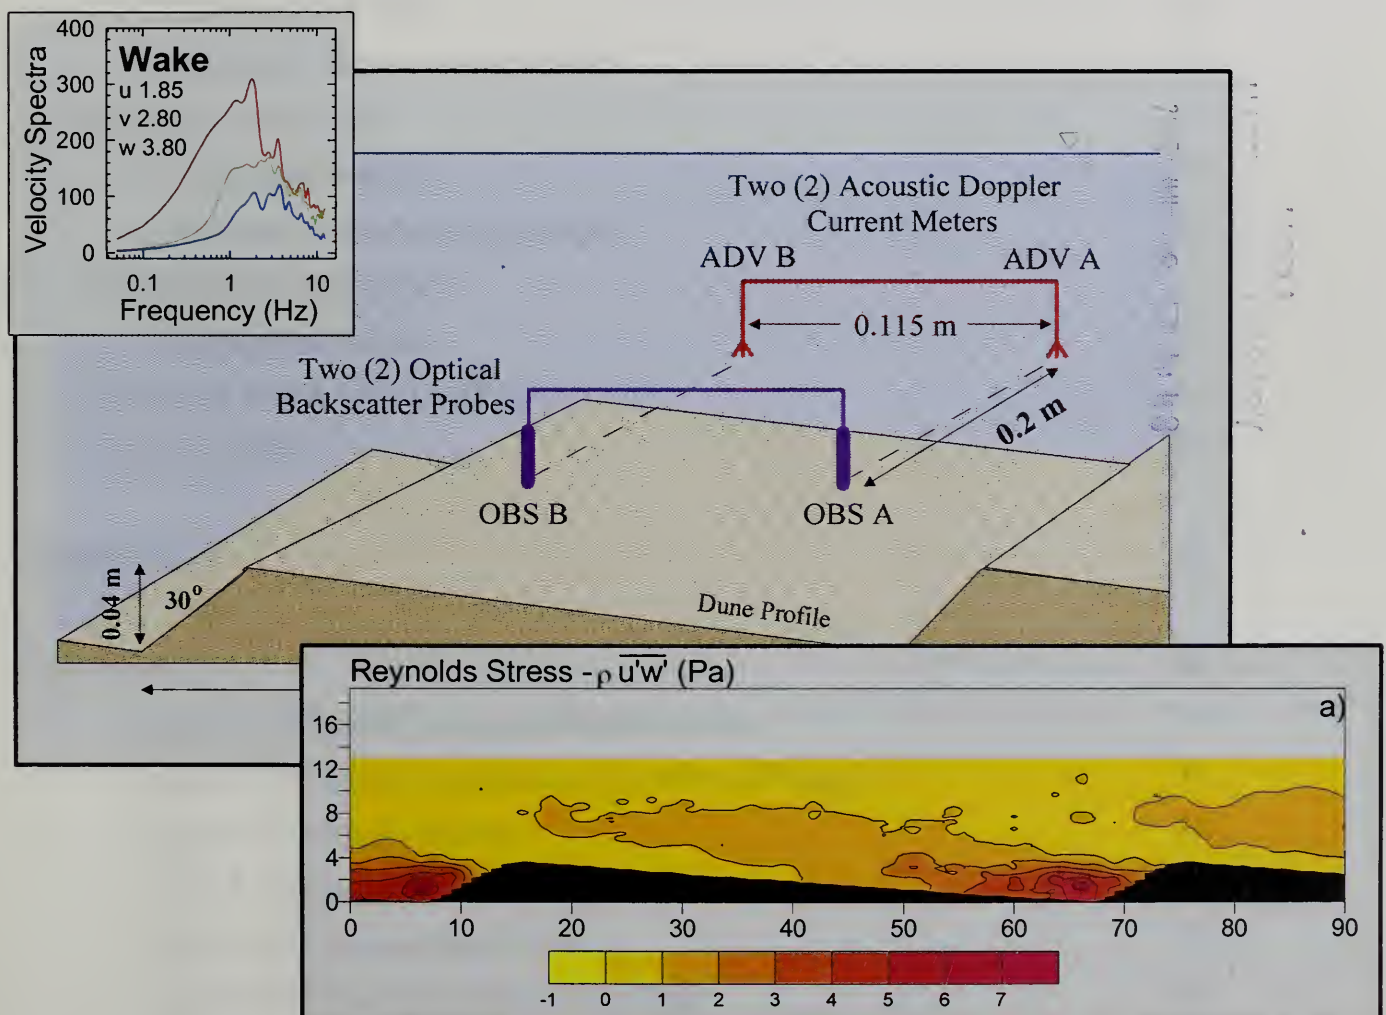 400
300
200
100
0
Velocity Spectra
Wake
u 1.85
v 2.80
w 3.80
0.1 1 10
Frequency (Hz)
Two (2) Acoustic Doppler
Current Meters
ADV B ADV A
0.115 m
Two (2) Optical
Backscatter Probes
0.2 m
OBS B OBS A
0.04 m
30°
Dune Profile
Reynolds Stress -ρ u'w' (Pa)
a)
16
12
8
4
0
0 10 20 30 40 50 60 70 80 90
-1 0 1 2 3 4 5 6 7